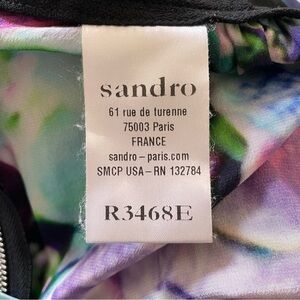 sandro
61 rue de turenne
75003 Paris
FRANCE
sandro-paris.com
SMCP USA-RN 132784
R3468E